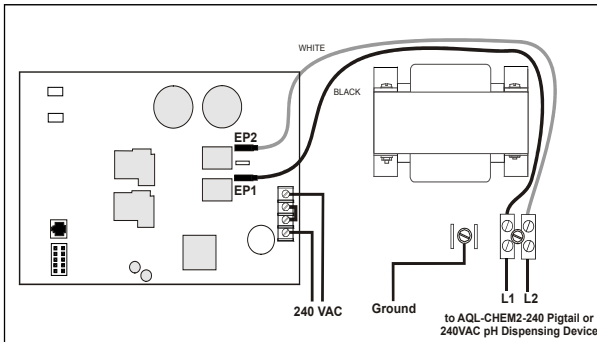 WHITE
BLACK
EP2
EP1
240 VAC
Ground
L1 L2
to AQL-CHEM2-240 Pigtail or
240VAC pH Dispensing Device